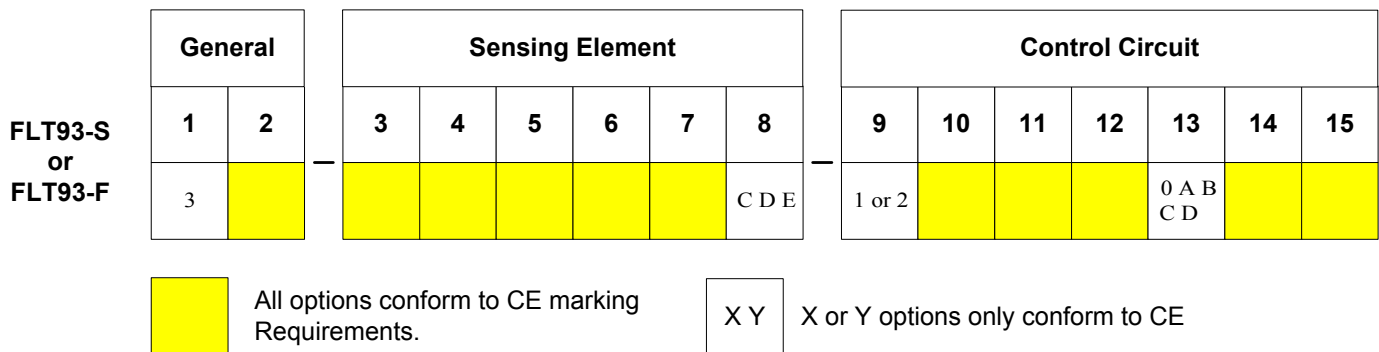 General Sensing Element Control Circuit
FLT93-S
or
FLT93-F
1 2 – 3 4 5 6 7 8 – 9 10 11 12 13 14 15
3 C D E 1 or 2 0 A B
C D
All options conform to CE marking
Requirements.
X Y X or Y options only conform to CE